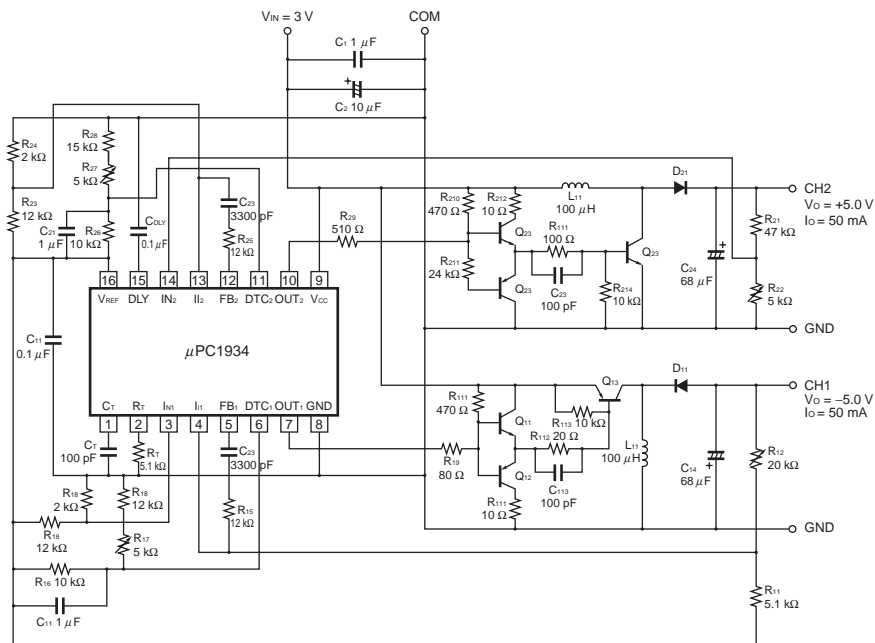 VIN = 3 V
COM
C1 1 μF
+
C2 10 μF
R24
2 kΩ
R28
15 kΩ
R27
5 kΩ
R23
12 kΩ
C21
1 μF
R26
10 kΩ
CDLY
0.1 μF
C23
3300 pF
R25
12 kΩ
R29
510 Ω
R210
470 Ω
R212
10 Ω
R211
24 kΩ
Q23
Q23
R111
100 Ω
C23
100 pF
R214
10 kΩ
Q23
L11
100 μH
D21
CH2
VO = +5.0 V
IO = 50 mA
R21
47 kΩ
+
C24
68 μF
R22
5 kΩ
GND
16
15
14
13
12
11
10
9
VREF
DLY
IN2
II2
FB2
DTC2
OUT2
VCC
C11
0.1 μF
μPC1934
CT
RT
IN1
II1
FB1
DTC1
OUT1
GND
1
2
3
4
5
6
7
8
CT
100 pF
RT
5.1 kΩ
C23
3300 pF
R18
2 kΩ
R18
12 kΩ
R15
12 kΩ
R18
12 kΩ
R17
5 kΩ
R16 10 kΩ
C11 1 μF
R19
80 Ω
R111
470 Ω
Q11
Q12
R111
10 Ω
Q13
R113
10 kΩ
R112
20 Ω
C113
100 pF
L11
100 μH
D11
CH1
VO = −5.0 V
IO = 50 mA
C14
68 μF
+
R12
20 kΩ
GND
R11
5.1 kΩ